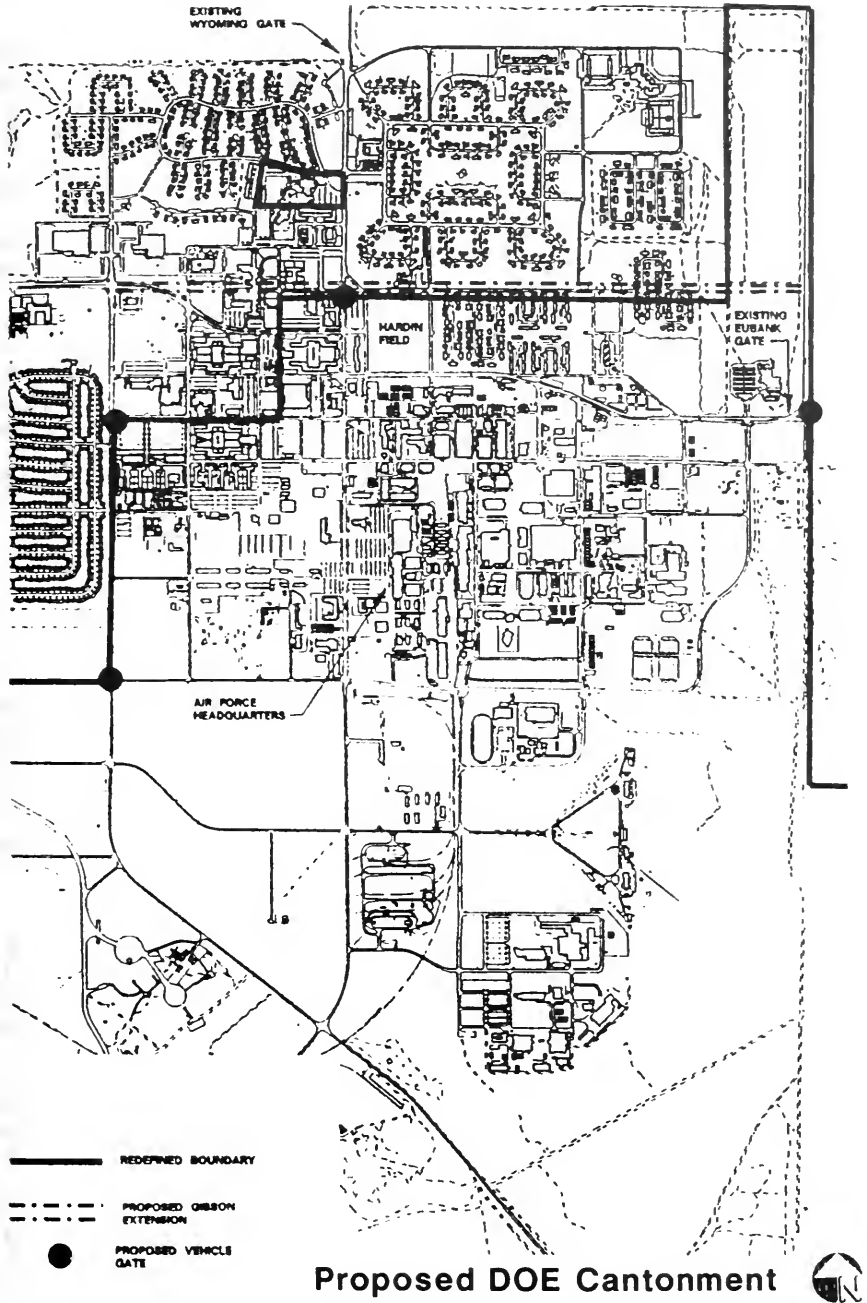 EXISTING
WYOMING GATE
HARDIN
FIELD
EXISTING
EUBANK
GATE
AIR FORCE
HEADQUARTERS
REDEFINED BOUNDARY
PROPOSED GIBSON
EXTENSION
PROPOSED VEHICLE
GATE
Proposed DOE Cantonment
N